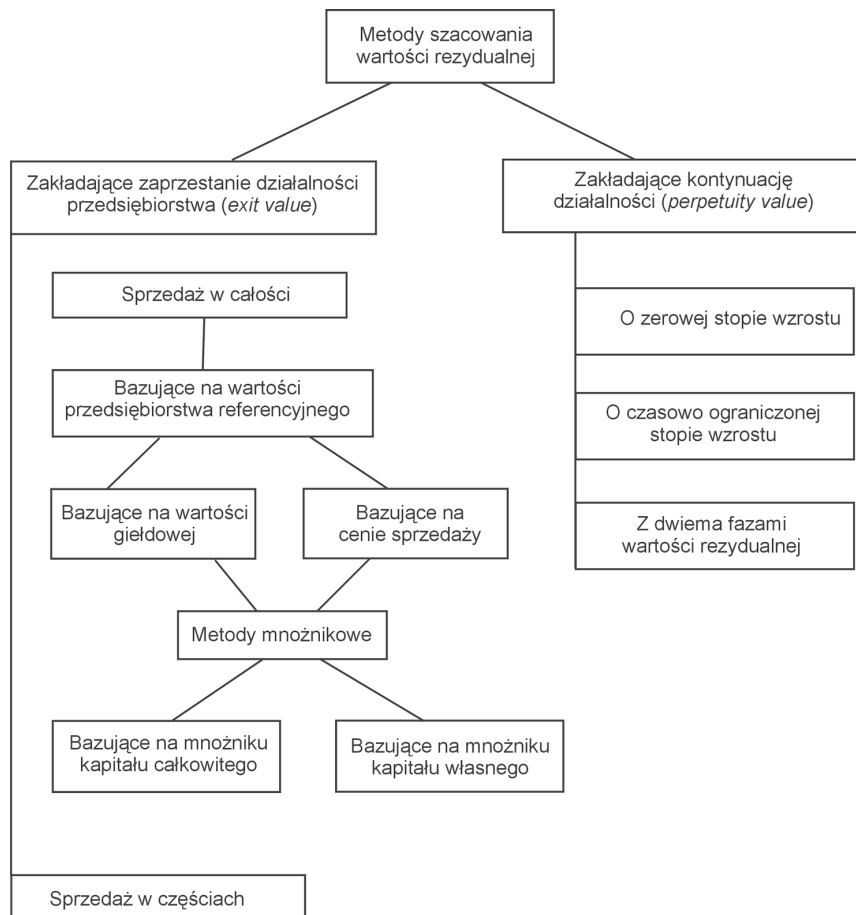 Metody szacowania
wartości rezydualnej
Zakładające zaprzestanie działalności
przedsiębiorstwa (exit value)
Zakładające kontynuację
działalności (perpetuity value)
Sprzedaż w całości
O zerowej stopie wzrostu
Bazujące na wartości
przedsiębiorstwa referencyjnego
O czasowo ograniczonej
stopie wzrostu
Bazujące na wartości
giełdowej
Bazujące na
cenie sprzedaży
Z dwiema fazami
wartości rezydualnej
Metody mnożnikowe
Bazujące na mnożniku
kapitału całkowitego
Bazujące na mnożniku
kapitału własnego
Sprzedaż w częściach